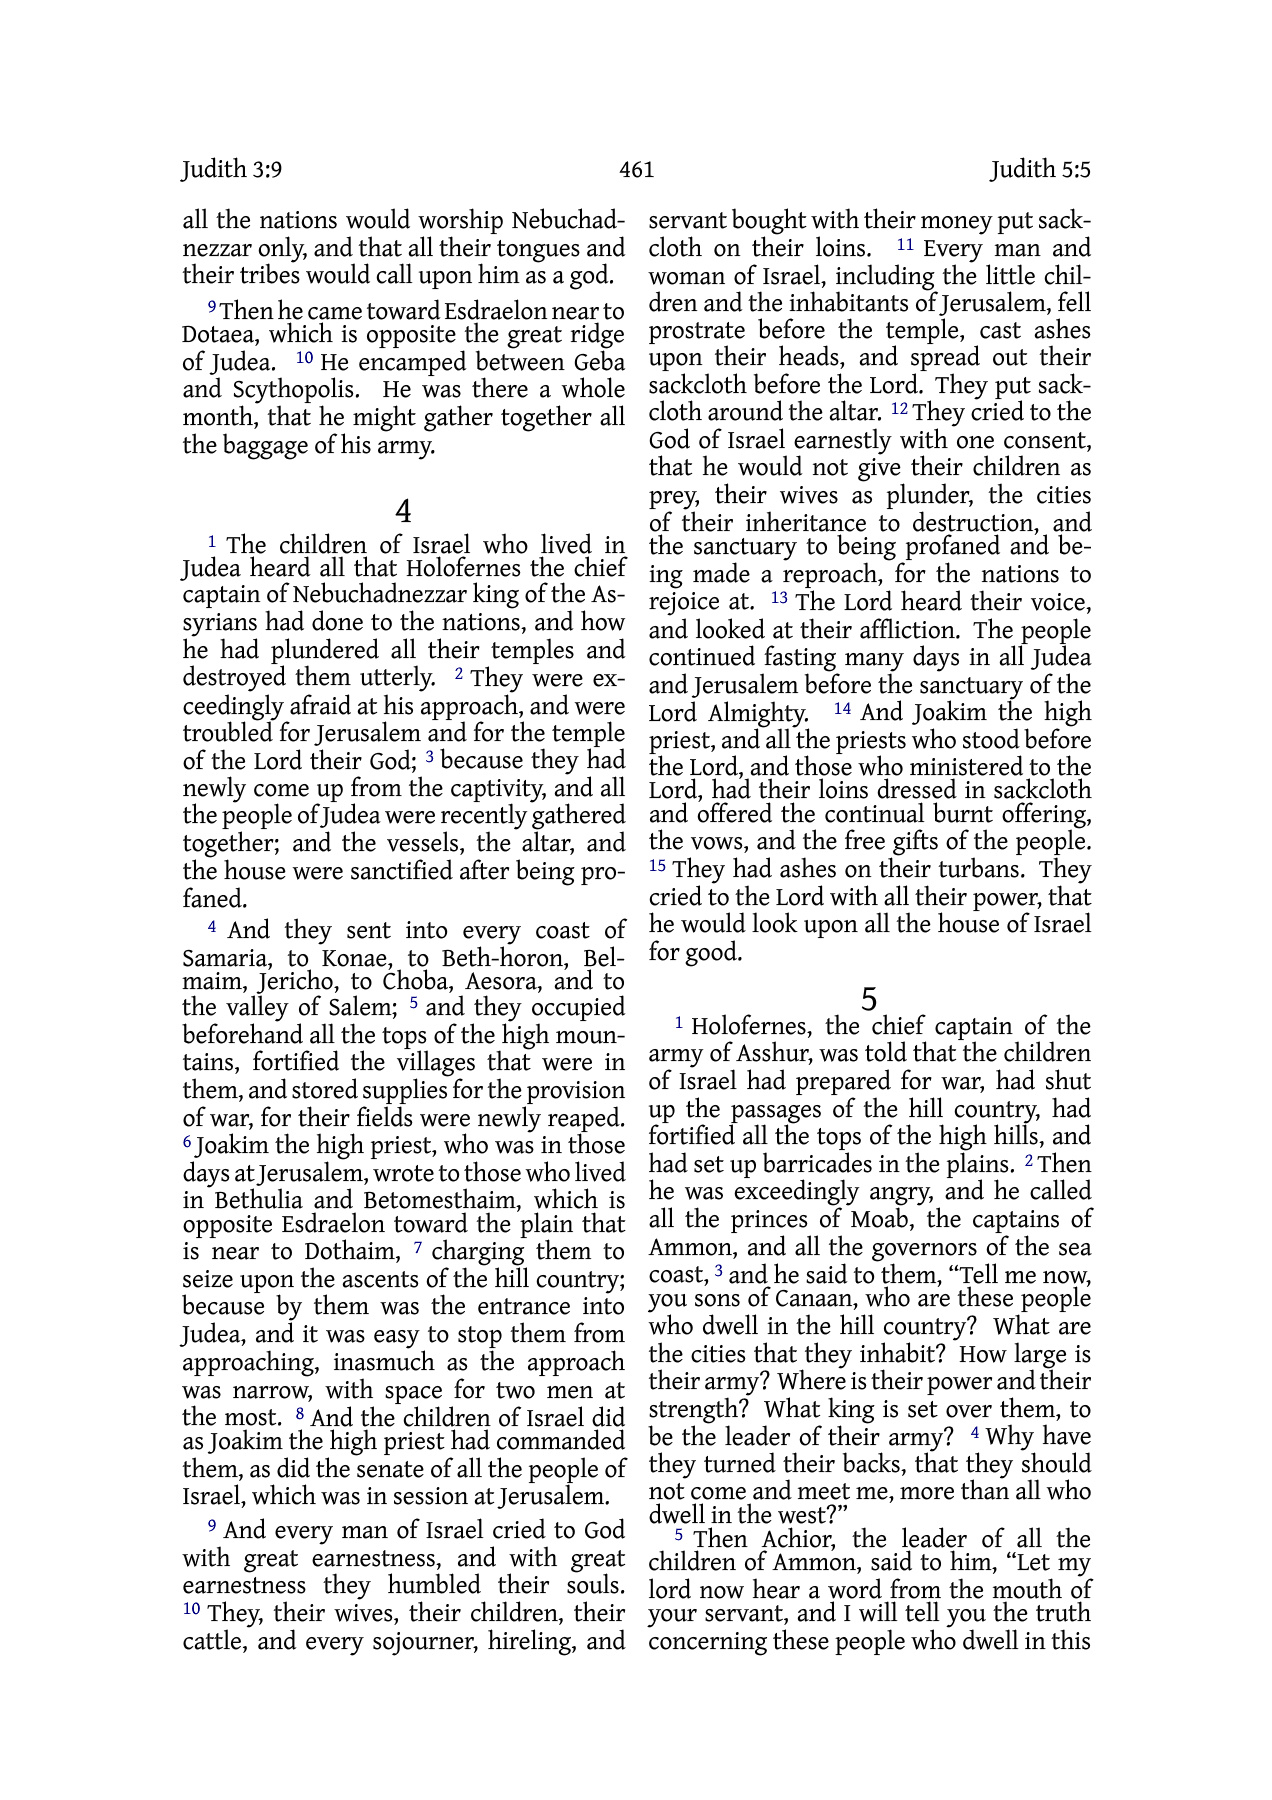 Judith 3:9 461 Judith 5:5
all the nations would worship Nebuchad-
nezzar only, and that all their tongues and
their tribes would call upon him as a god.
9 Then he came toward Esdraelon near to
Dotaea, which is opposite the great ridge
of Judea. 10 He encamped between Geba
and Scythopolis. He was there a whole
month, that he might gather together all
the baggage of his army.
4
1 The children of Israel who lived in
Judea heard all that Holofernes the chief
captain of Nebuchadnezzar king of the As-
syrians had done to the nations, and how
he had plundered all their temples and
destroyed them utterly. 2 They were ex-
ceedingly afraid at his approach, and were
troubled for Jerusalem and for the temple
of the Lord their God; 3 because they had
newly come up from the captivity, and all
the people of Judea were recently gathered
together; and the vessels, the altar, and
the house were sanctified after being pro-
faned.
4 And they sent into every coast of
Samaria, to Konae, to Beth-horon, Bel-
maim, Jericho, to Choba, Aesora, and to
the valley of Salem; 5 and they occupied
beforehand all the tops of the high moun-
tains, fortified the villages that were in
them, and stored supplies for the provision
of war, for their fields were newly reaped.
6 Joakim the high priest, who was in those
days at Jerusalem, wrote to those who lived
in Bethulia and Betomesthaim, which is
opposite Esdraelon toward the plain that
is near to Dothaim, 7 charging them to
seize upon the ascents of the hill country;
because by them was the entrance into
Judea, and it was easy to stop them from
approaching, inasmuch as the approach
was narrow, with space for two men at
the most. 8 And the children of Israel did
as Joakim the high priest had commanded
them, as did the senate of all the people of
Israel, which was in session at Jerusalem.
9 And every man of Israel cried to God
with great earnestness, and with great
earnestness they humbled their souls.
10 They, their wives, their children, their
cattle, and every sojourner, hireling, and
servant bought with their money put sack-
cloth on their loins. 11 Every man and
woman of Israel, including the little chil-
dren and the inhabitants of Jerusalem, fell
prostrate before the temple, cast ashes
upon their heads, and spread out their
sackcloth before the Lord. They put sack-
cloth around the altar. 12 They cried to the
God of Israel earnestly with one consent,
that he would not give their children as
prey, their wives as plunder, the cities
of their inheritance to destruction, and
the sanctuary to being profaned and be-
ing made a reproach, for the nations to
rejoice at. 13 The Lord heard their voice,
and looked at their affliction. The people
continued fasting many days in all Judea
and Jerusalem before the sanctuary of the
Lord Almighty. 14 And Joakim the high
priest, and all the priests who stood before
the Lord, and those who ministered to the
Lord, had their loins dressed in sackcloth
and offered the continual burnt offering,
the vows, and the free gifts of the people.
15 They had ashes on their turbans. They
cried to the Lord with all their power, that
he would look upon all the house of Israel
for good.
5
1 Holofernes, the chief captain of the
army of Asshur, was told that the children
of Israel had prepared for war, had shut
up the passages of the hill country, had
fortified all the tops of the high hills, and
had set up barricades in the plains. 2 Then
he was exceedingly angry, and he called
all the princes of Moab, the captains of
Ammon, and all the governors of the sea
coast, 3 and he said to them, “Tell me now,
you sons of Canaan, who are these people
who dwell in the hill country? What are
the cities that they inhabit? How large is
their army? Where is their power and their
strength? What king is set over them, to
be the leader of their army? 4 Why have
they turned their backs, that they should
not come and meet me, more than all who
dwell in the west?”
5 Then Achior, the leader of all the
children of Ammon, said to him, “Let my
lord now hear a word from the mouth of
your servant, and I will tell you the truth
concerning these people who dwell in this